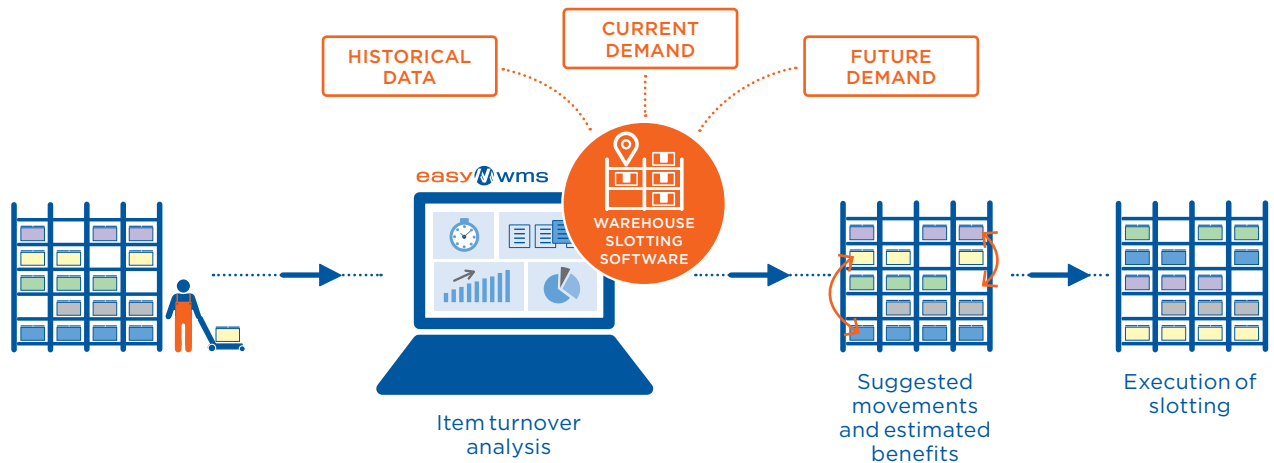 HISTORICAL
DATA
CURRENT
DEMAND
FUTURE
DEMAND
easy wms
WAREHOUSE
SLOTTING
SOFTWARE
Item turnover
analysis
Suggested
movements
and estimated
benefits
Execution of
slotting